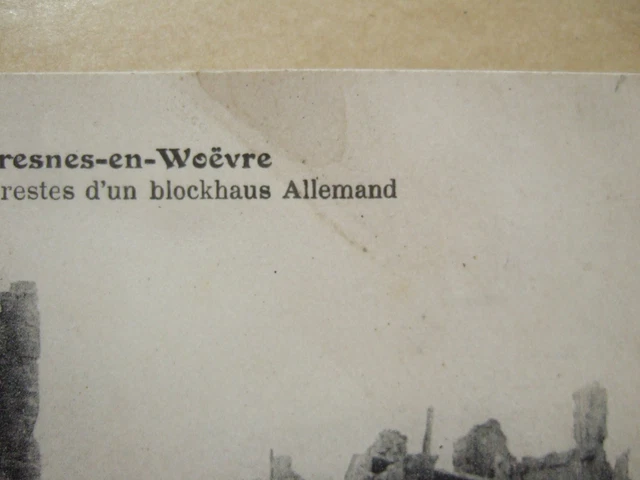 resnes-en-Woëvre
restes d'un blockhaus Allemand